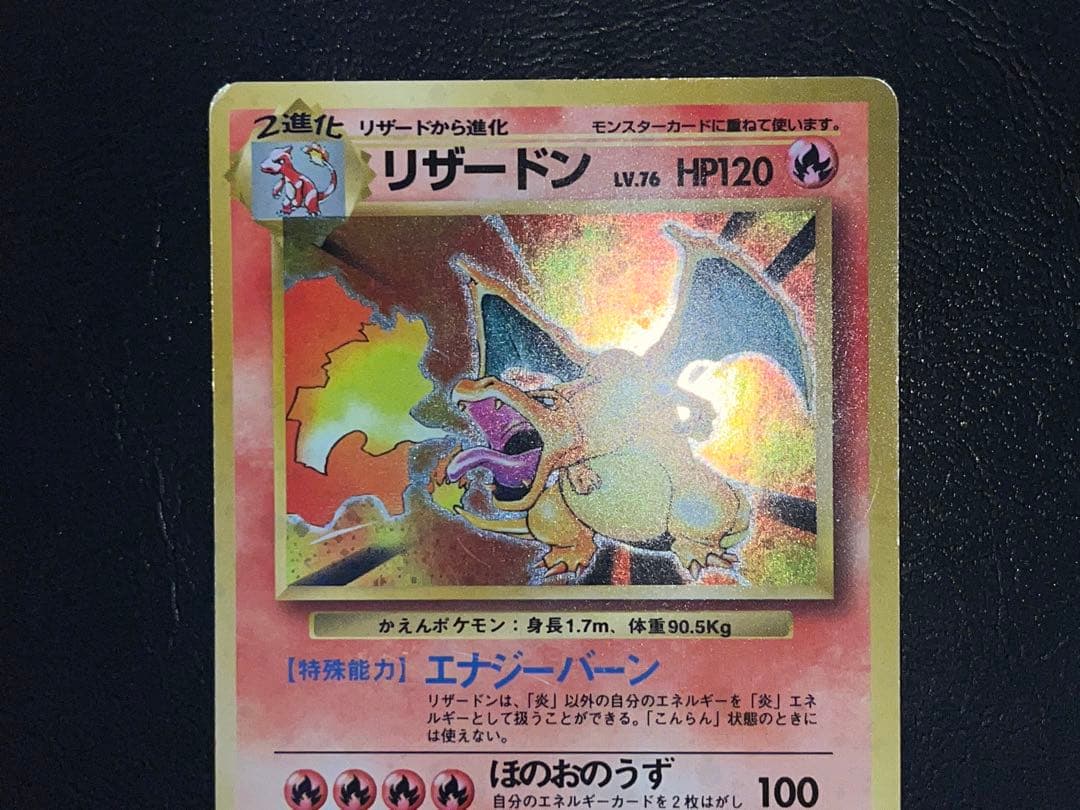 2進化 リザードから進化 モンスターカードに重ねて使います。
リザードン LV.76 HP120
かえんポケモン：身長1.7m、体重90.5Kg
【特殊能力】エナジーバーン
リザードンは、「炎」以外の自分のエネルギーを「炎」エネ
ルギーとして扱うことができる。「こんらん」状態のときに
は使えない。
ほのおのうず 100
自分のエネルギーカードを2枚はがし